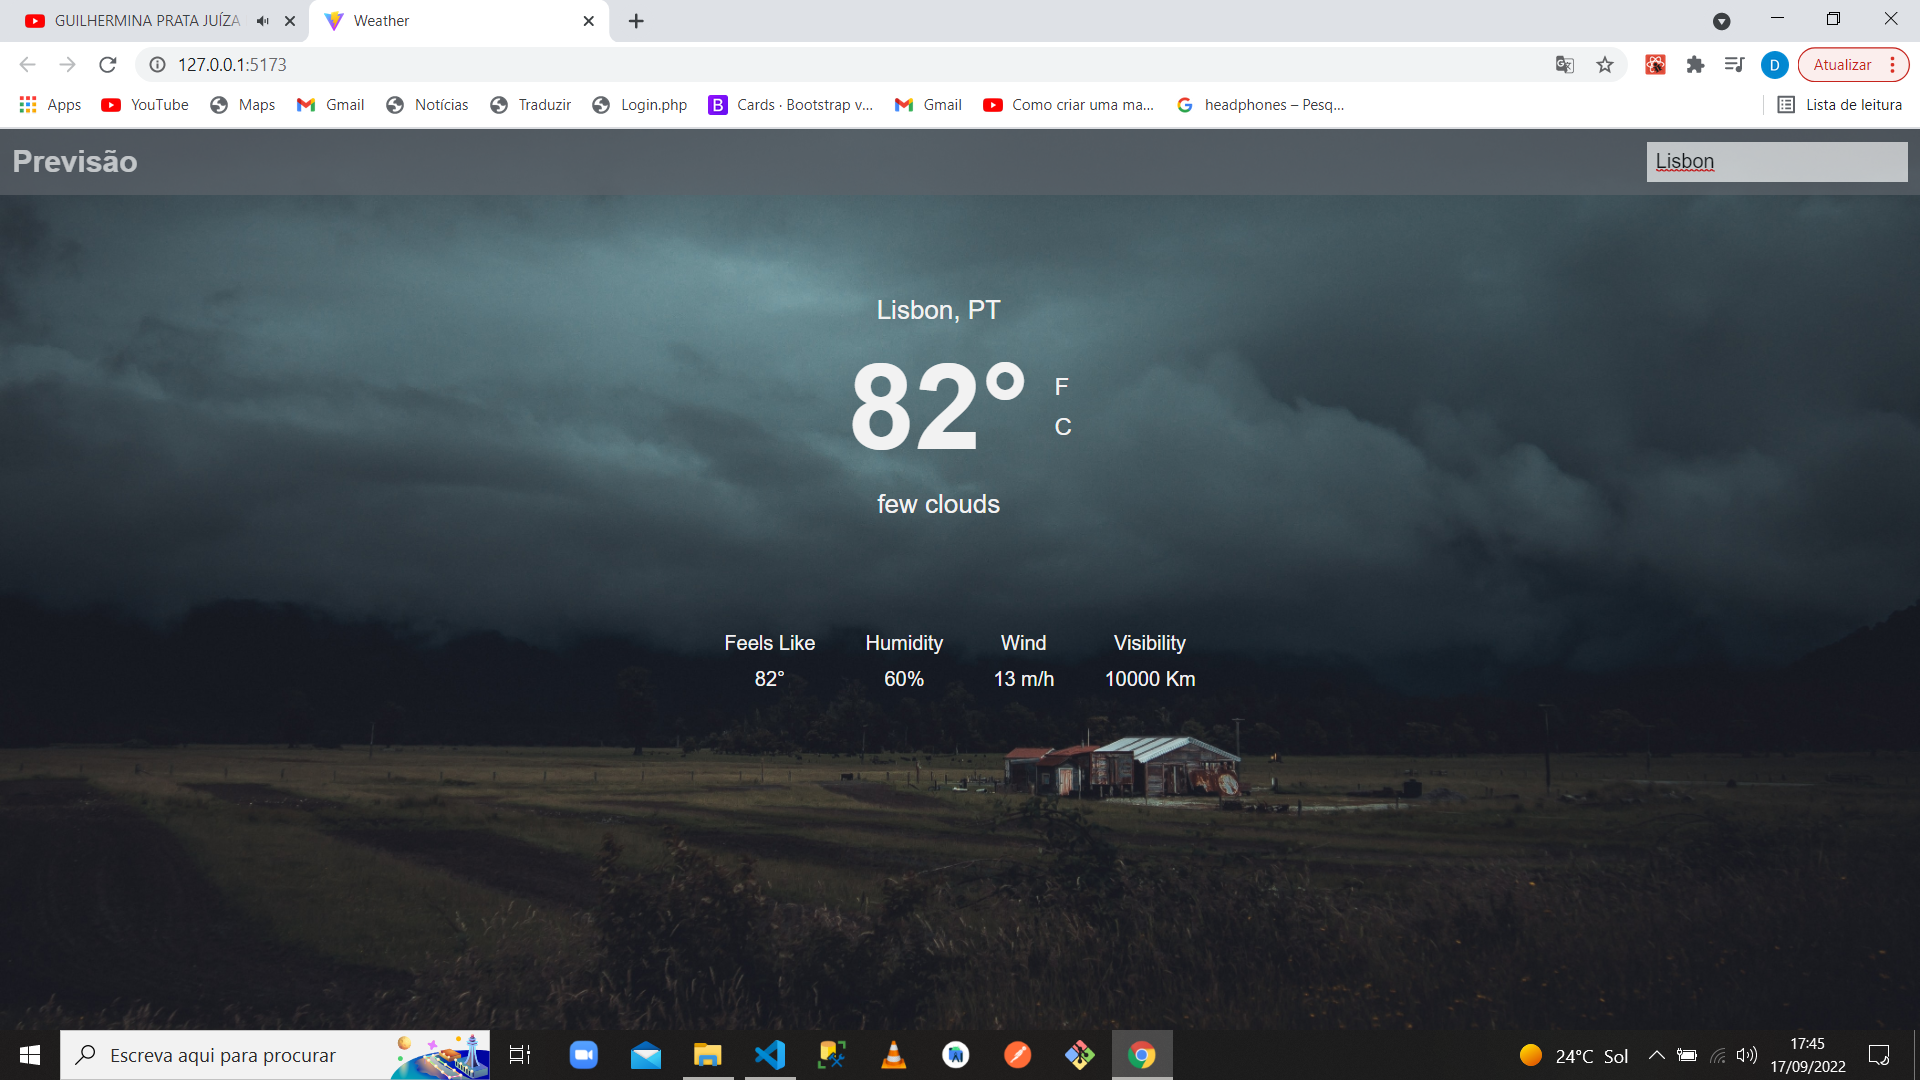 GUILHERMINA PRATA JUÍZA
Weather
127.0.0.1:5173
Atualizar
D
Apps
YouTube
Maps
Gmail
Notícias
Traduzir
Login.php
B
Cards · Bootstrap v...
Gmail
Como criar uma ma...
headphones – Pesq...
Lista de leitura
Previsão
Lisbon
Lisbon, PT
82°
F
C
few clouds
Feels Like Humidity Wind Visibility
82° 60% 13 m/h 10000 Km
Escreva aqui para procurar
24°C Sol
17:45
17/09/2022